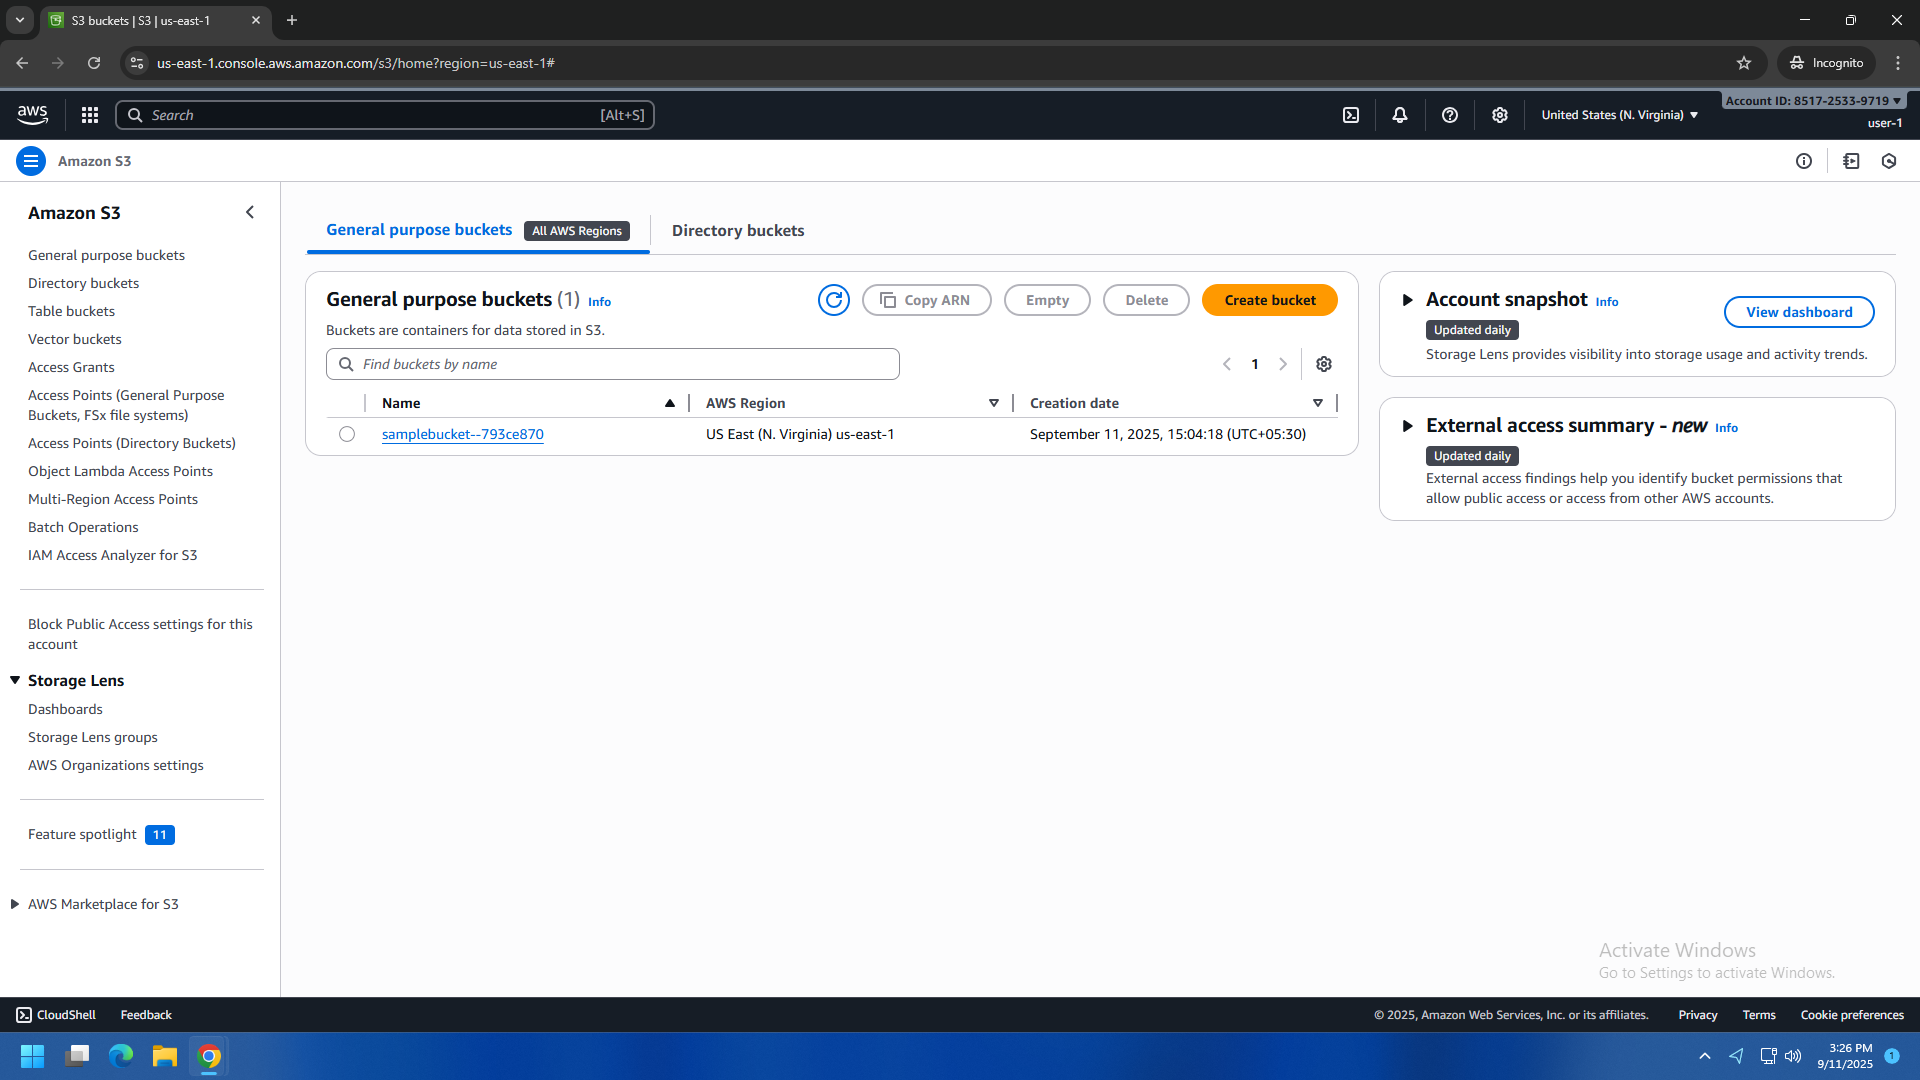 S3 buckets | S3 | us-east-1
us-east-1.console.aws.amazon.com/s3/home?region=us-east-1#
Incognito
aws
Search
[Alt+S]
United States (N. Virginia)
Account ID: 8517-2533-9719
user-1
Amazon S3
Amazon S3
General purpose buckets
Directory buckets
Table buckets
Vector buckets
Access Grants
Access Points (General Purpose
Buckets, FSx file systems)
Access Points (Directory Buckets)
Object Lambda Access Points
Multi-Region Access Points
Batch Operations
IAM Access Analyzer for S3
Block Public Access settings for this
account
Storage Lens
Dashboards
Storage Lens groups
AWS Organizations settings
Feature spotlight 11
AWS Marketplace for S3
General purpose buckets All AWS Regions
Directory buckets
General purpose buckets (1) Info
Copy ARN
Empty
Delete
Create bucket
Buckets are containers for data stored in S3.
Find buckets by name
1
Name
AWS Region
Creation date
samplebucket--793ce870
US East (N. Virginia) us-east-1
September 11, 2025, 15:04:18 (UTC+05:30)
Account snapshot Info
View dashboard
Updated daily
Storage Lens provides visibility into storage usage and activity trends.
External access summary - new Info
Updated daily
External access findings help you identify bucket permissions that
allow public access or access from other AWS accounts.
Activate Windows
Go to Settings to activate Windows.
CloudShell
Feedback
© 2025, Amazon Web Services, Inc. or its affiliates.
Privacy
Terms
Cookie preferences
3:26 PM
9/11/2025
1